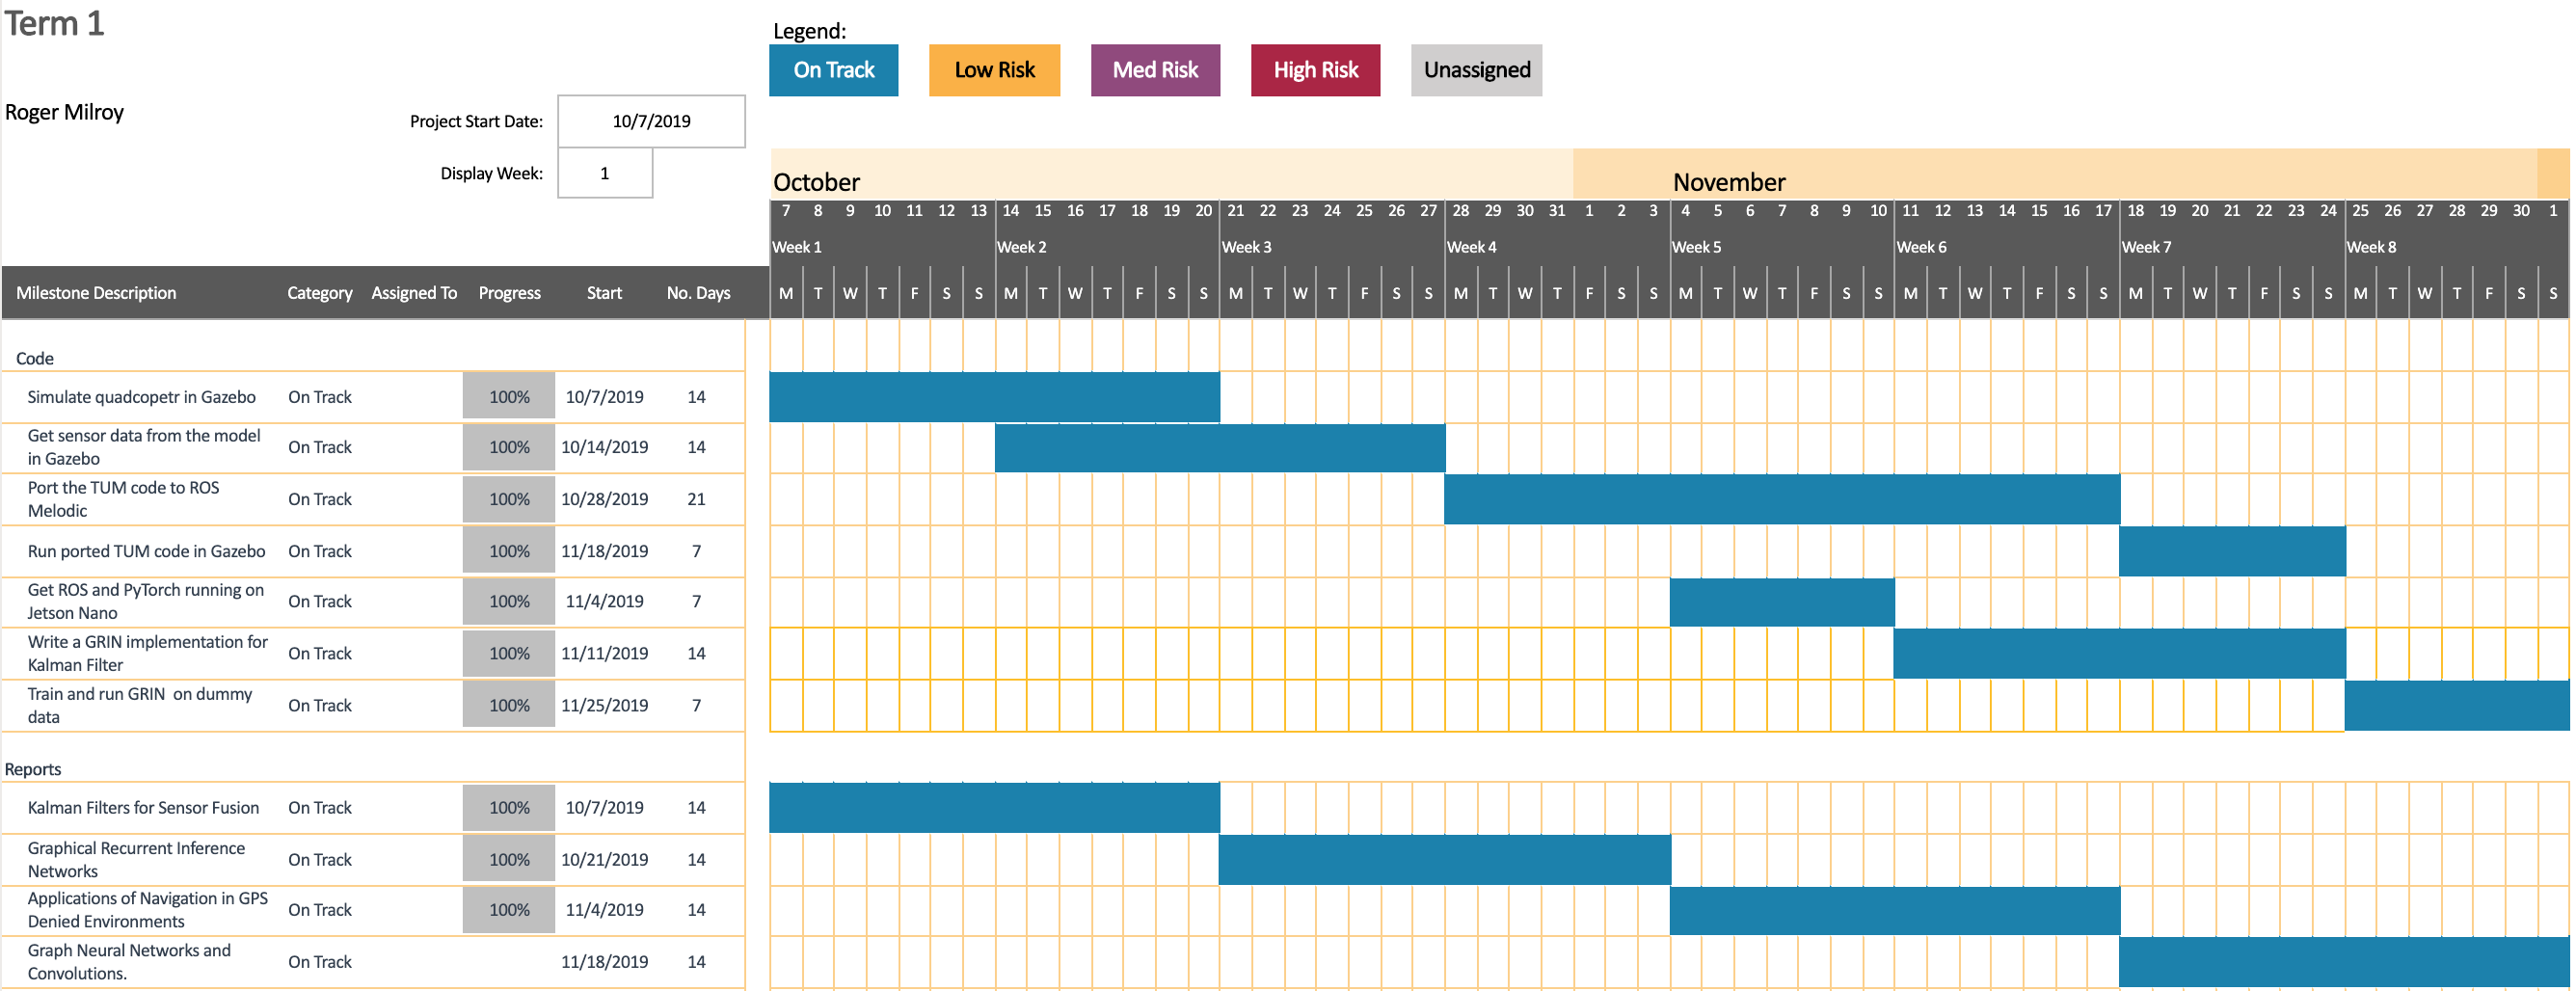 Term 1
Legend:
On Track Low Risk Med Risk High Risk Unassigned
Roger Milroy
Project Start Date: 10/7/2019
Display Week: 1
October November
7 8 9 10 11 12 13 14 15 16 17 18 19 20 21 22 23 24 25 26 27 28 29 30 31 1 2 3 4 5 6 7 8 9 10 11 12 13 14 15 16 17 18 19 20 21 22 23 24 25 26 27 28 29 30 1
Week 1 Week 2 Week 3 Week 4 Week 5 Week 6 Week 7 Week 8
Milestone Description Category Assigned To Progress Start No. Days M T W T F S S M T W T F S S M T W T F S S M T W T F S S M T W T F S S M T W T F S S M T W T F S S M T W T F S S
Code
Simulate quadcopetr in Gazebo On Track 100% 10/7/2019 14
Get sensor data from the model
in Gazebo On Track 100% 10/14/2019 14
Port the TUM code to ROS
Melodic On Track 100% 10/28/2019 21
Run ported TUM code in Gazebo On Track 100% 11/18/2019 7
Get ROS and PyTorch running on
Jetson Nano On Track 100% 11/4/2019 7
Write a GRIN implementation for
Kalman Filter On Track 100% 11/11/2019 14
Train and run GRIN on dummy
data On Track 100% 11/25/2019 7
Reports
Kalman Filters for Sensor Fusion On Track 100% 10/7/2019 14
Graphical Recurrent Inference
Networks On Track 100% 10/21/2019 14
Applications of Navigation in GPS
Denied Environments On Track 100% 11/4/2019 14
Graph Neural Networks and
Convolutions. On Track 11/18/2019 14